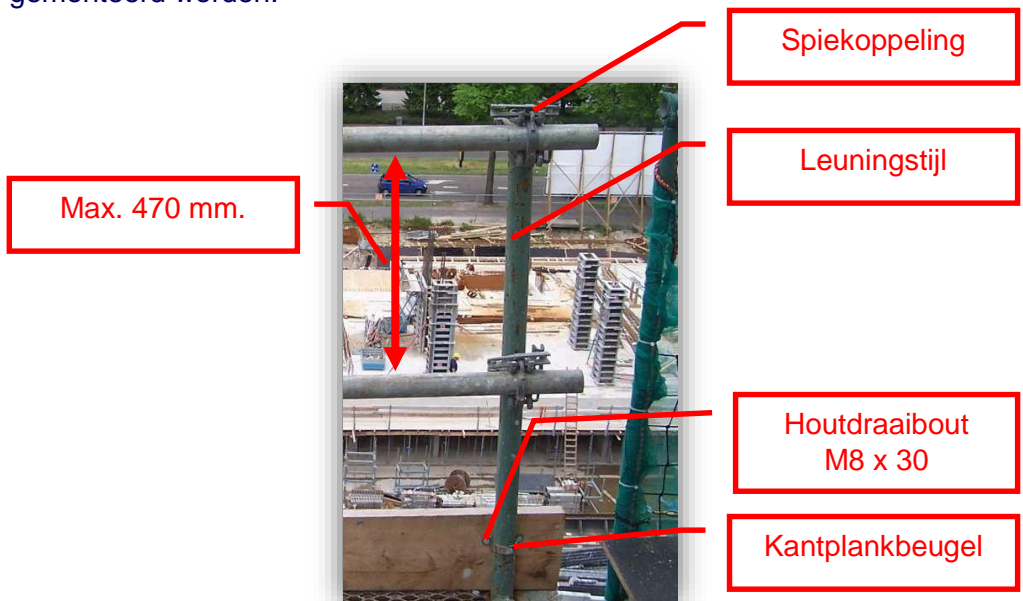 Spiekoppeling
Leuningstijl
Max. 470 mm.
Houtdraaibout
M8 x 30
Kantplankbeugel